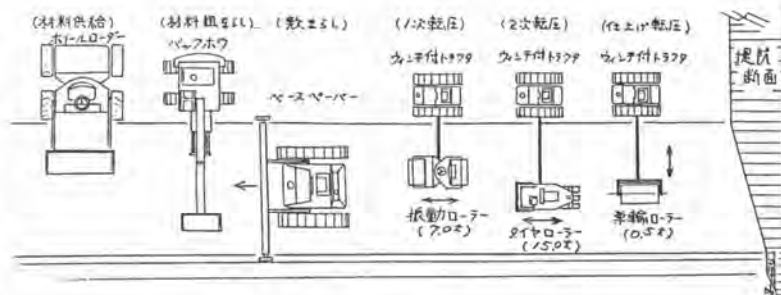 (材料供給)
ホイールローダー
(材料粗ならし)
バックホウ
(敷ならし)
ベースペーパー
(1次転圧)
ウィンチ付トラクタ
振動ローラー
(7.0t)
(2次転圧)
ウィンチ付トラクタ
タイヤローラー
(15.0t)
(仕上げ転圧)
ウィンチ付トラクタ
単輪ローラー
(0.5t)
堤防
断面